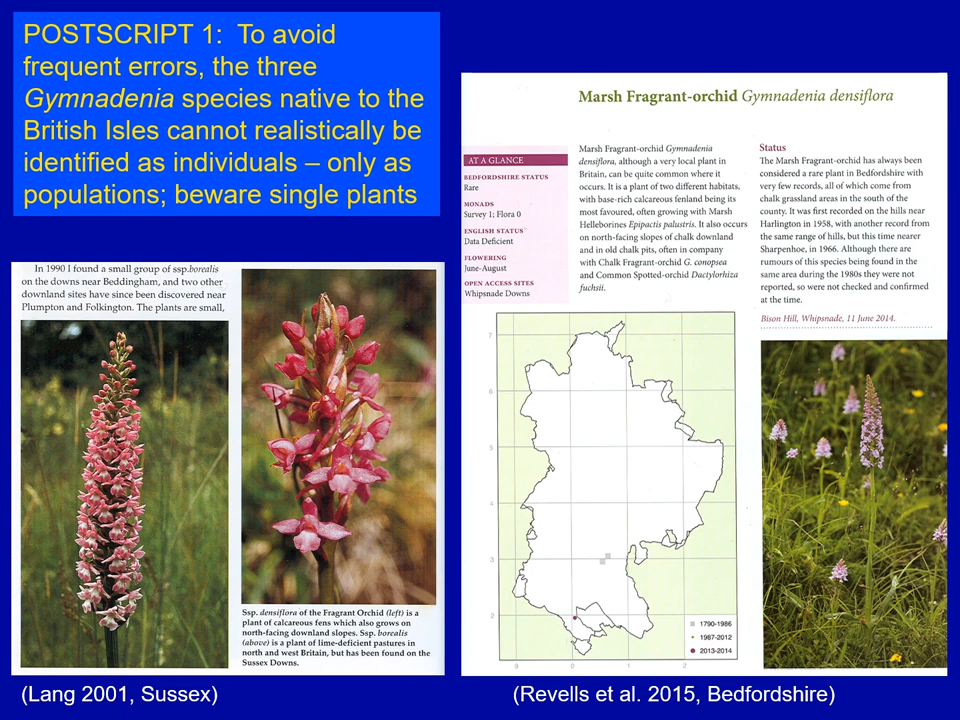 POSTSCRIPT 1:  To avoid
frequent errors, the three
Gymnadenia species native to the
British Isles cannot realistically be
identified as individuals – only as
populations; beware single plants
In 1990 I found a small group of ssp.borealis
on the downs near Beddingham, and two other
downland sites have since been discovered near
Plumpton and Folkington. The plants are small,
Ssp. densiflora of the Fragrant Orchid (left) is a
plant of calcareous fens which also grows on
north-facing downland slopes. Ssp. borealis
(above) is a plant of lime-deficient pastures in
north and west Britain, but has been found on the
Sussex Downs.
(Lang 2001, Sussex)
Marsh Fragrant-orchid Gymnadenia densiflora
AT A GLANCE
BEDFORDSHIRE STATUS
Rare
MONADS
Survey 1; Flora 0
ENGLISH STATUS
Data Deficient
FLOWERING
June-August
OPEN ACCESS SITES
Whipsnade Downs
Marsh Fragrant-orchid Gymnadenia
densiflora, although a very local plant in
Britain, can be quite common where it
occurs. It is a plant of two different habitats,
with base-rich calcareous fenland being its
most favoured, often growing with Marsh
Helleborines Epipactis palustris. It also occurs
on north-facing slopes of chalk downland
and in old chalk pits, often in company
with Chalk Fragrant-orchid G. conopsea
and Common Spotted-orchid Dactylorhiza
fuchsii.
Status
The Marsh Fragrant-orchid has always been
considered a rare plant in Bedfordshire with
very few records, all of which come from
chalk grassland areas in the south of the
county. It was first recorded on the hills near
Harlington in 1958, with another record from
the same range of hills, but this time nearer
Sharpenhoe, in 1966. Although there are
rumours of this species being found in the
same area during the 1980s they were not
reported, so were not checked and confirmed
at the time.
Bison Hill, Whipsnade, 11 June 2014.
7
6
5
4
3
2
9
0
1
2
1790-1986
1987-2012
2013-2014
(Revells et al. 2015, Bedfordshire)